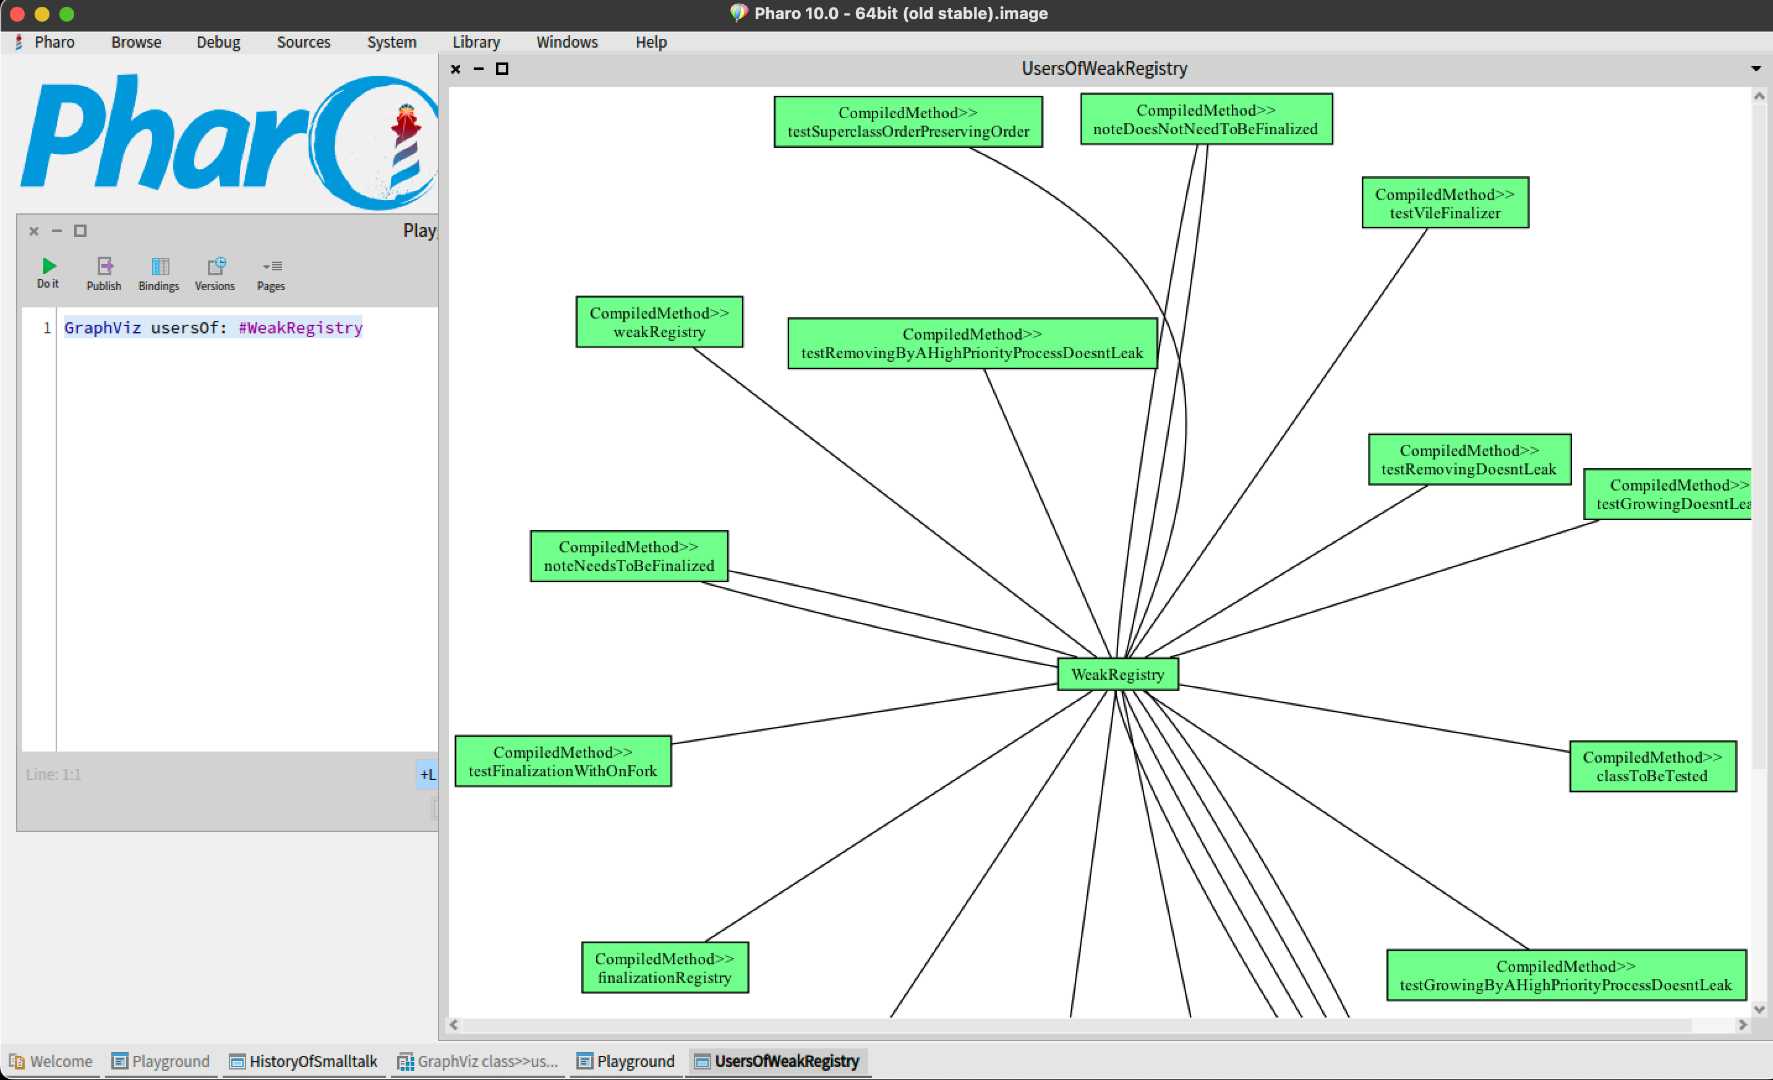 Pharo 10.0 - 64bit (old stable).image
Pharo Browse Debug Sources System Library Windows Help
UsersOfWeakRegistry
Pharo
Play
Do it Publish Bindings Versions Pages
1 GraphViz usersOf: #WeakRegistry
Line: 1:1
+L
CompiledMethod>>
testSuperclassOrderPreservingOrder
CompiledMethod>>
noteDoesNotNeedToBeFinalized
CompiledMethod>>
testVileFinalizer
CompiledMethod>>
weakRegistry
CompiledMethod>>
testRemovingByAHighPriorityProcessDoesntLeak
CompiledMethod>>
testRemovingDoesntLeak
CompiledMethod>>
testGrowingDoesntLea
CompiledMethod>>
noteNeedsToBeFinalized
WeakRegistry
CompiledMethod>>
testFinalizationWithOnFork
CompiledMethod>>
classToBeTested
CompiledMethod>>
finalizationRegistry
CompiledMethod>>
testGrowingByAHighPriorityProcessDoesntLeak
Welcome Playground HistoryOfSmalltalk GraphViz class>>us... Playground UsersOfWeakRegistry